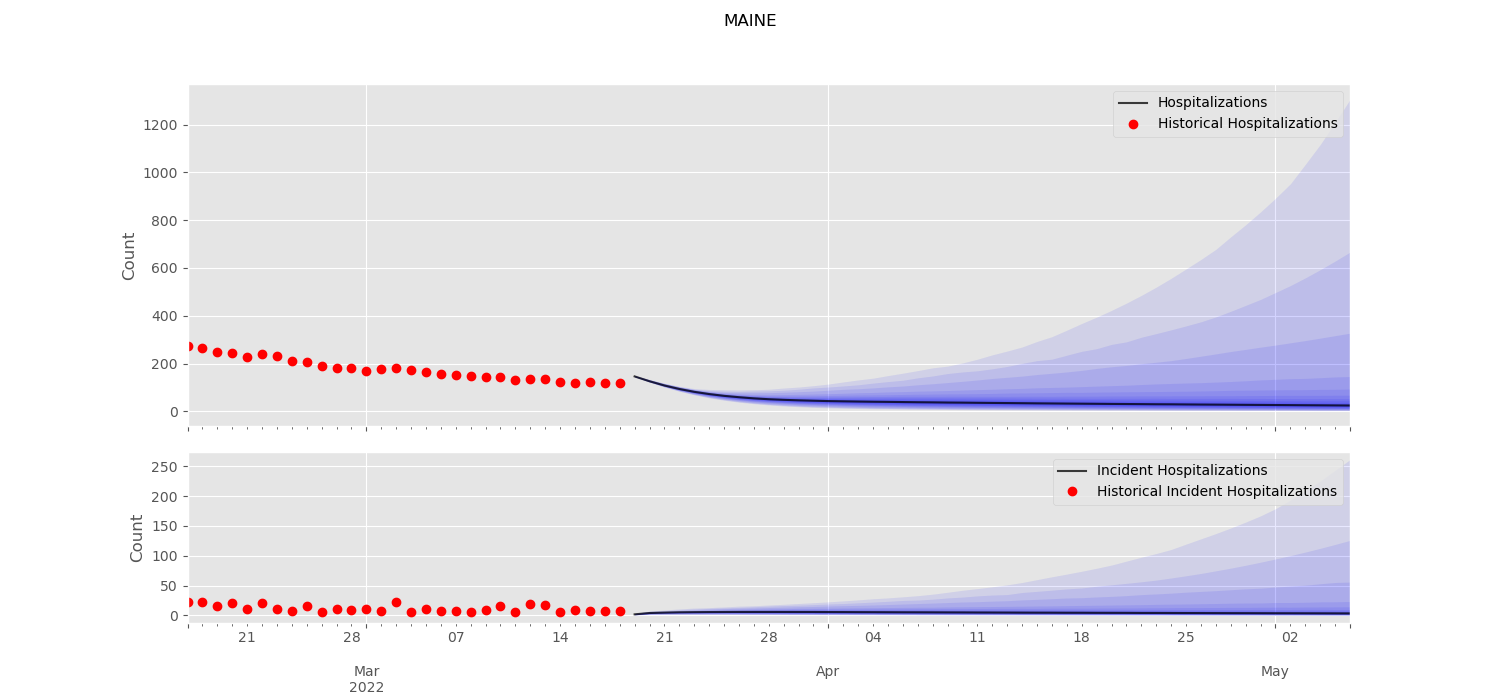 MAINE
Hospitalizations
Historical Hospitalizations
1200
1000
800
600
400
200
0
Count
Incident Hospitalizations
Historical Incident Hospitalizations
250
200
150
100
50
0
Count
21 28 07 14 21 28 04 11 18 25 02
Mar Apr May
2022